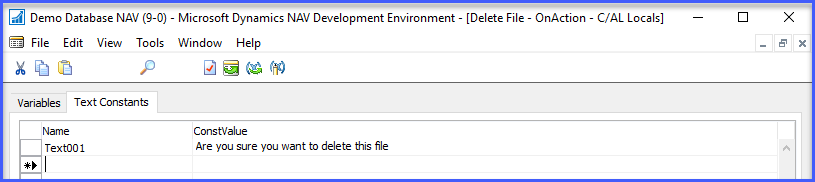 Demo Database NAV (9-0) - Microsoft Dynamics NAV Development Environment - [Delete File - OnAction - C/AL Locals]
File Edit View Tools Window Help
Variables Text Constants
Name ConstValue
Text001 Are you sure you want to delete this file